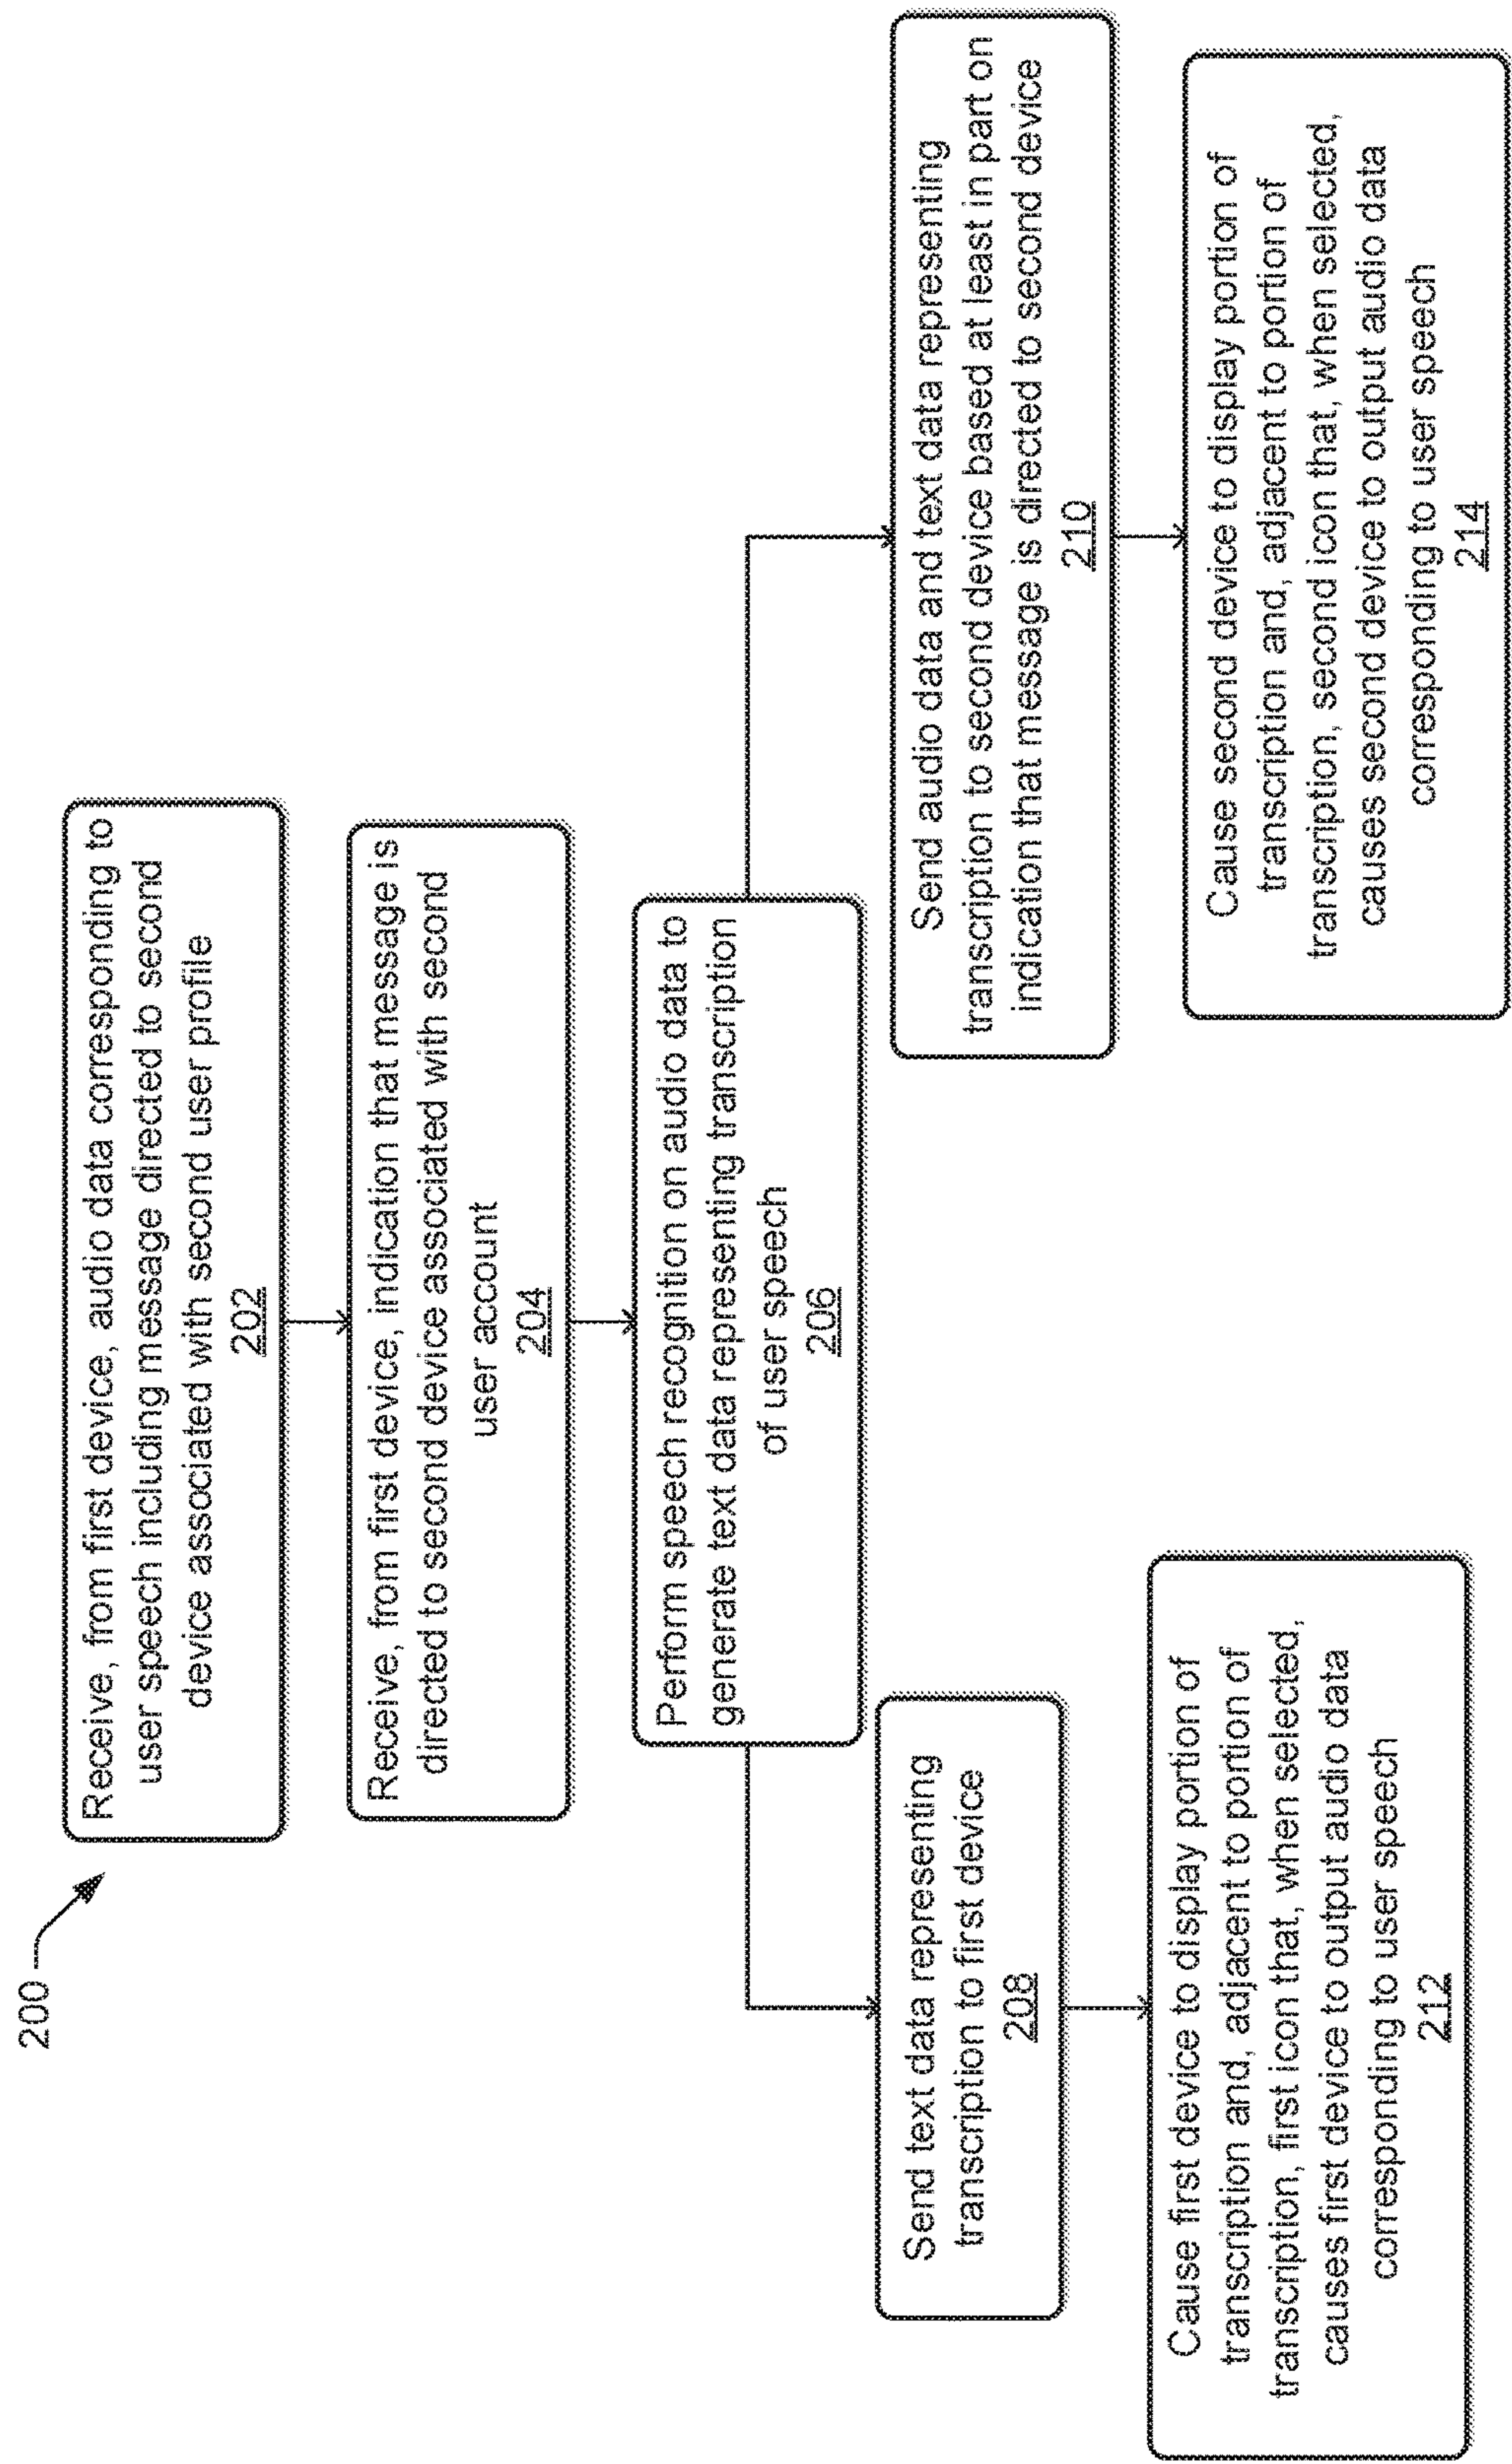 200
Receive, from first device, audio data corresponding to
user speech including message directed to second
device associated with second user profile
202
Receive, from first device, indication that message is
directed to second device associated with second
user account
204
Perform speech recognition on audio data to
generate text data representing transcription
of user speech
206
Send text data representing
transcription to first device
208
Send audio data and text data representing
transcription to second device based at least in part on
indication that message is directed to second device
210
Cause first device to display portion of
transcription and, adjacent to portion of
transcription, first icon that, when selected,
causes first device to output audio data
corresponding to user speech
212
Cause second device to display portion of
transcription and, adjacent to portion of
transcription, second icon that, when selected,
causes second device to output audio data
corresponding to user speech
214